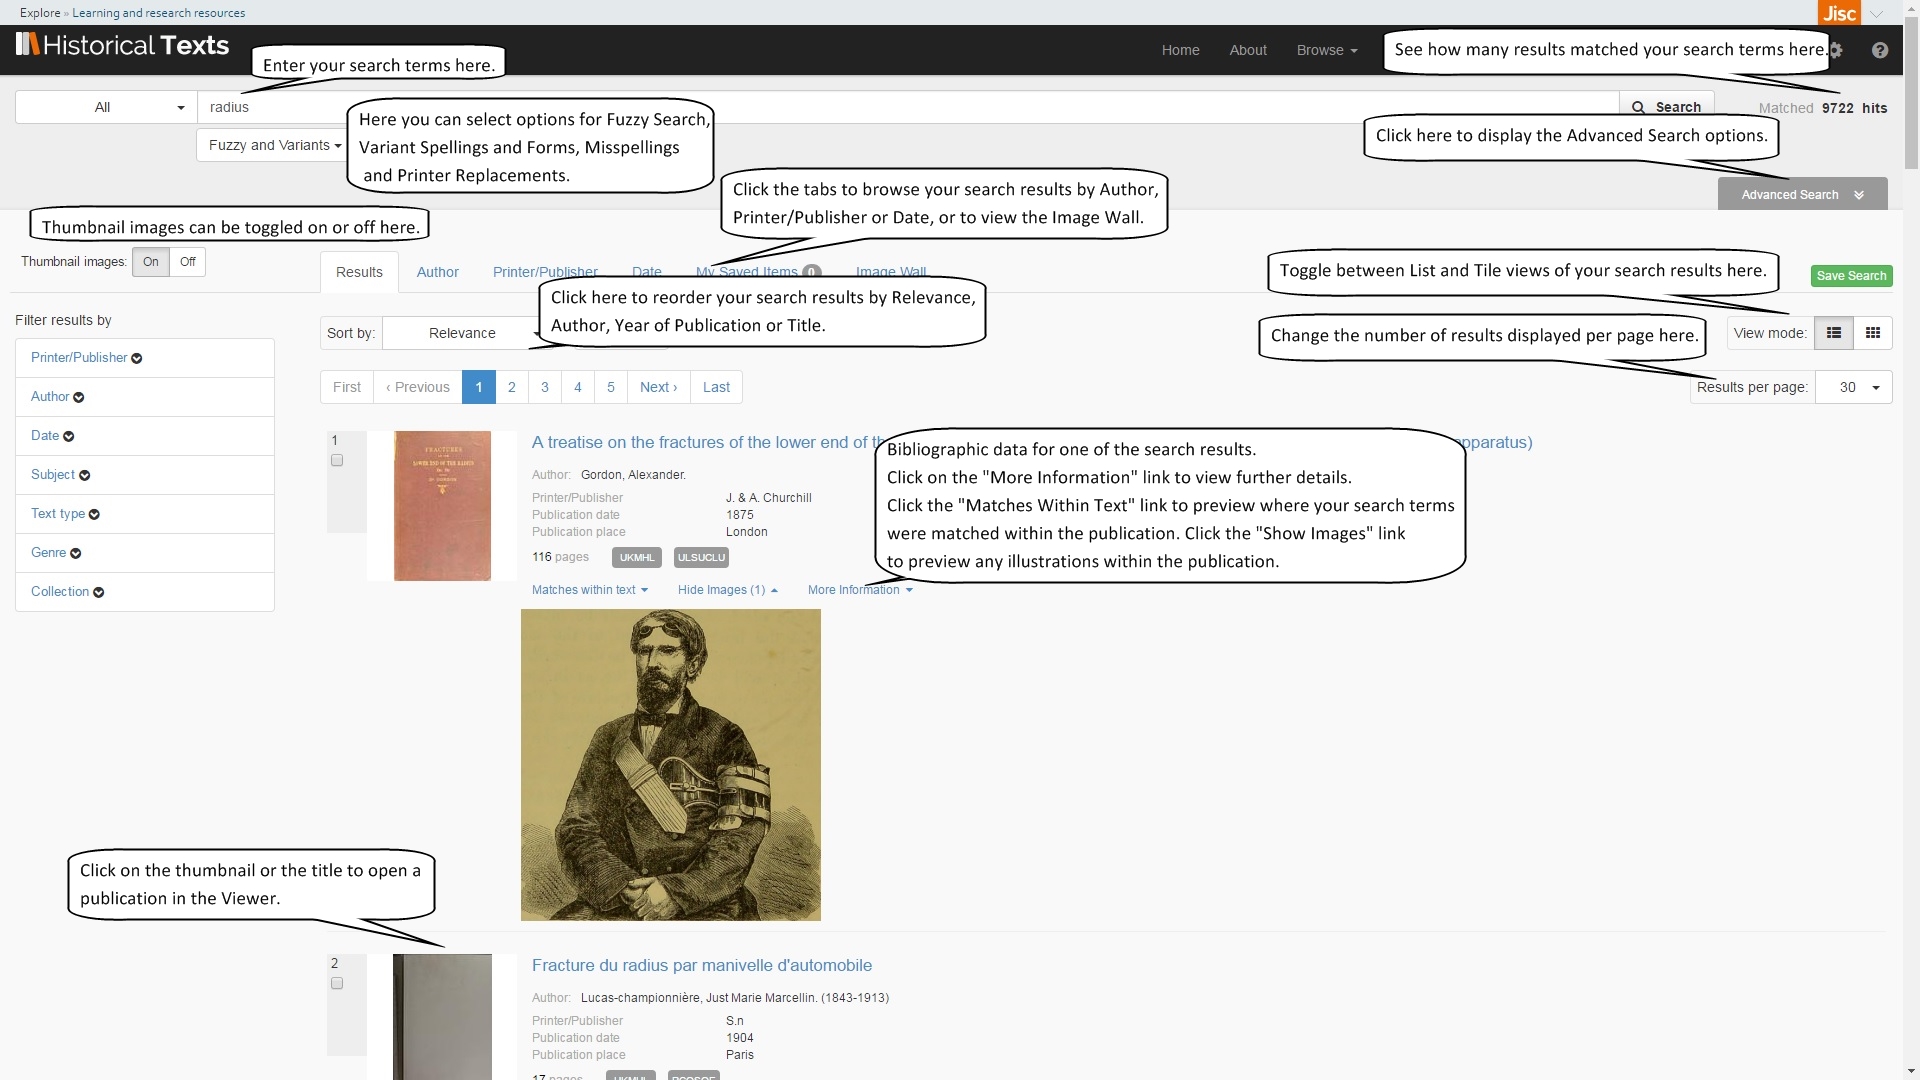 Explore » Learning and research resources
Jisc
Historical Texts
Home
About
Browse
See how many results matched your search terms here.
Enter your search terms here.
All
radius
Search
Matched 9722 hits
Fuzzy and Variants
Here you can select options for Fuzzy Search,
Variant Spellings and Forms, Misspellings
and Printer Replacements.
Click here to display the Advanced Search options.
Advanced Search
Click the tabs to browse your search results by Author,
Printer/Publisher or Date, or to view the Image Wall.
Thumbnail images can be toggled on or off here.
Thumbnail images: On Off
Results
Author
Printer/Publisher
Date
My Saved Items 0
Image Wall
Toggle between List and Tile views of your search results here.
Save Search
Click here to reorder your search results by Relevance,
Author, Year of Publication or Title.
Filter results by
Sort by: Relevance
Change the number of results displayed per page here.
View mode:
Printer/Publisher
Author
Date
Subject
Text type
Genre
Collection
First ‹ Previous 1 2 3 4 5 Next › Last
Results per page: 30
1
FRACTURES
LOWER END OF THE RADIUS
A treatise on the fractures of the lower end of th
pparatus)
Author: Gordon, Alexander.
Printer/Publisher J. & A. Churchill
Publication date 1875
Publication place London
116 pages UKMHL ULSUCLU
Matches within text Hide Images (1) More Information
Bibliographic data for one of the search results.
Click on the "More Information" link to view further details.
Click the "Matches Within Text" link to preview where your search terms
were matched within the publication. Click the "Show Images" link
to preview any illustrations within the publication.
Click on the thumbnail or the title to open a
publication in the Viewer.
2
Fracture du radius par manivelle d'automobile
Author: Lucas-championnière, Just Marie Marcellin. (1843-1913)
Printer/Publisher S.n
Publication date 1904
Publication place Paris
17 pages UKMHL